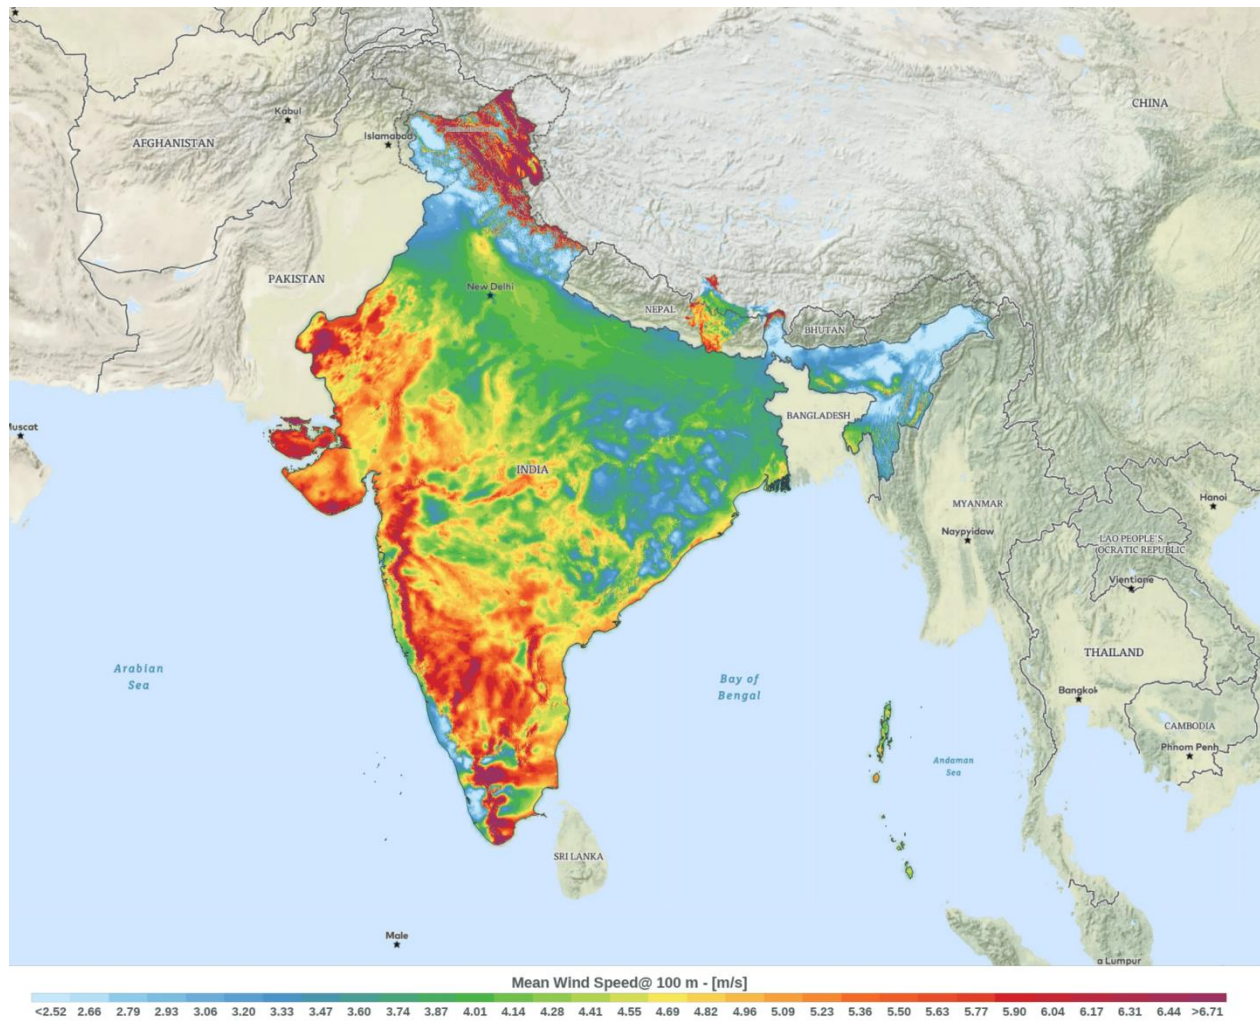 CHINA
Kabul
Islamabad
AFGHANISTAN
PAKISTAN
New Delhi
NEPAL
BHUTAN
BANGLADESH
Muscat
INDIA
MYANMAR
Hanoi
Naypyidaw
LAO PEOPLE'S
OCRATIC REPUBLIC
Vientiane
THAILAND
Arabian
Sea
Bay of
Bengal
Bangkok
CAMBODIA
Phnom Penh
Andaman
Sea
SRI LANKA
Male
a Lumpur
Mean Wind Speed@ 100 m - [m/s]
<2.52 2.66 2.79 2.93 3.06 3.20 3.33 3.47 3.60 3.74 3.87 4.01 4.14 4.28 4.41 4.55 4.69 4.82 4.96 5.09 5.23 5.36 5.50 5.63 5.77 5.90 6.04 6.17 6.31 6.44 >6.71